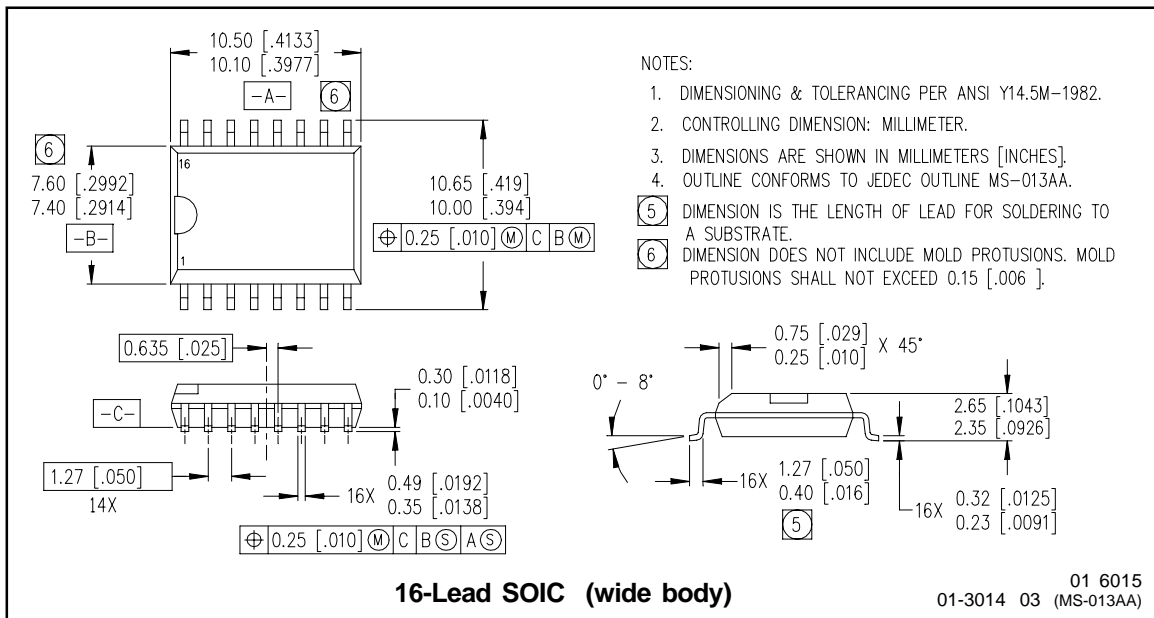 10.50 [.4133]
10.10 [.3977]
-A-
6
6
7.60 [.2992]
7.40 [.2914]
-B-
16
1
10.65 [.419]
10.00 [.394]
⌖ 0.25 [.010] Ⓜ C B Ⓜ
NOTES:
1. DIMENSIONING & TOLERANCING PER ANSI Y14.5M-1982.
2. CONTROLLING DIMENSION: MILLIMETER.
3. DIMENSIONS ARE SHOWN IN MILLIMETERS [INCHES].
4. OUTLINE CONFORMS TO JEDEC OUTLINE MS-013AA.
5 DIMENSION IS THE LENGTH OF LEAD FOR SOLDERING TO
A SUBSTRATE.
6 DIMENSION DOES NOT INCLUDE MOLD PROTUSIONS. MOLD
PROTUSIONS SHALL NOT EXCEED 0.15 [.006 ].
0.635 [.025]
-C-
0.30 [.0118]
0.10 [.0040]
1.27 [.050]
14X
16X 0.49 [.0192]
0.35 [.0138]
⌖ 0.25 [.010] Ⓜ C B Ⓢ A Ⓢ
0.75 [.029]
0.25 [.010] X 45°
0° - 8°
2.65 [.1043]
2.35 [.0926]
16X 1.27 [.050]
0.40 [.016]
5
16X 0.32 [.0125]
0.23 [.0091]
16-Lead SOIC (wide body)
01 6015
01-3014 03 (MS-013AA)